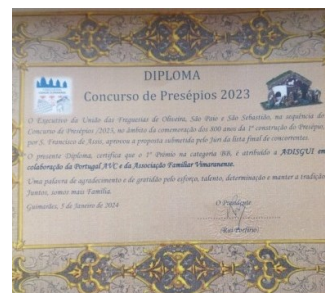 DIPLOMA
Concurso de Presépios 2023
O Executivo da União das Freguesias de Oliveira, São Paio e São Sebastião, na sequência do
Concurso de Presépios /2023, no âmbito da comemoração dos 800 anos da 1ª construção do Presépio
por S. Francisco de Assis, aprovou a proposta submetida pelo Juri da lista final de concorrentes.
O presente Diploma, certifica que o 1º Prémio na categoria IBB, é atribuído a ADISGUI em
colaboração da Portugal AVC e da Associação Familiar Vimaranense.
Uma palavra de agradecimento e de gratidão pelo esforço, talento, determinação e manter a tradição
Juntos, somos mais Família.
Guimarães, 5 de Janeiro de 2024
O Presidente
-Rui Porfírio-